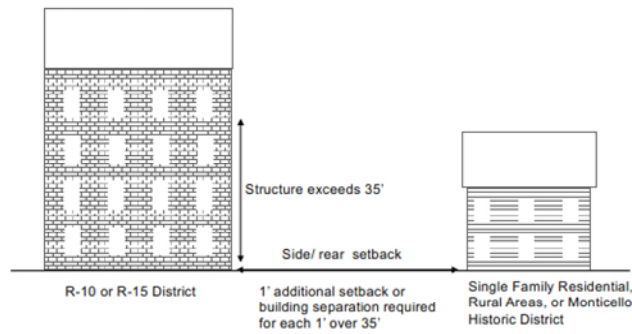 Structure exceeds 35'
Side/ rear setback
R-10 or R-15 District
1' additional setback or
building separation required
for each 1' over 35'
Single Family Residential,
Rural Areas, or Monticello
Historic District